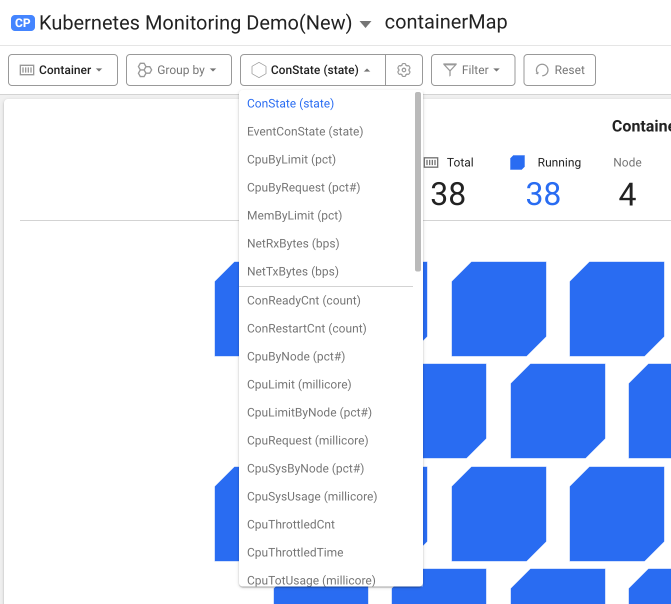 CP Kubernetes Monitoring Demo(New) containerMap
Container Group by ConState (state) Filter Reset
ConState (state)
EventConState (state)
CpuByLimit (pct)
CpuByRequest (pct#)
MemByLimit (pct)
NetRxBytes (bps)
NetTxBytes (bps)
ConReadyCnt (count)
ConRestartCnt (count)
CpuByNode (pct#)
CpuLimit (millicore)
CpuLimitByNode (pct#)
CpuRequest (millicore)
CpuSysByNode (pct#)
CpuSysUsage (millicore)
CpuThrottledCnt
CpuThrottledTime
CpuTotUsage (millicore)
Containe
Total Running Node
38 38 4